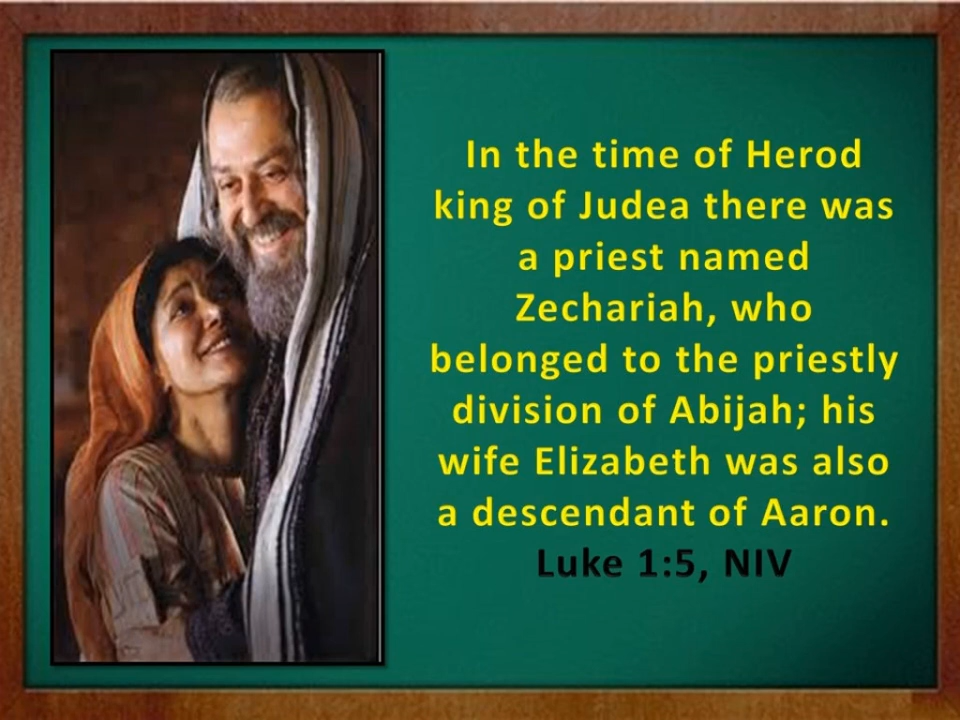 In the time of Herod
king of Judea there was
a priest named
Zechariah, who
belonged to the priestly
division of Abijah; his
wife Elizabeth was also
a descendant of Aaron.
Luke 1:5, NIV